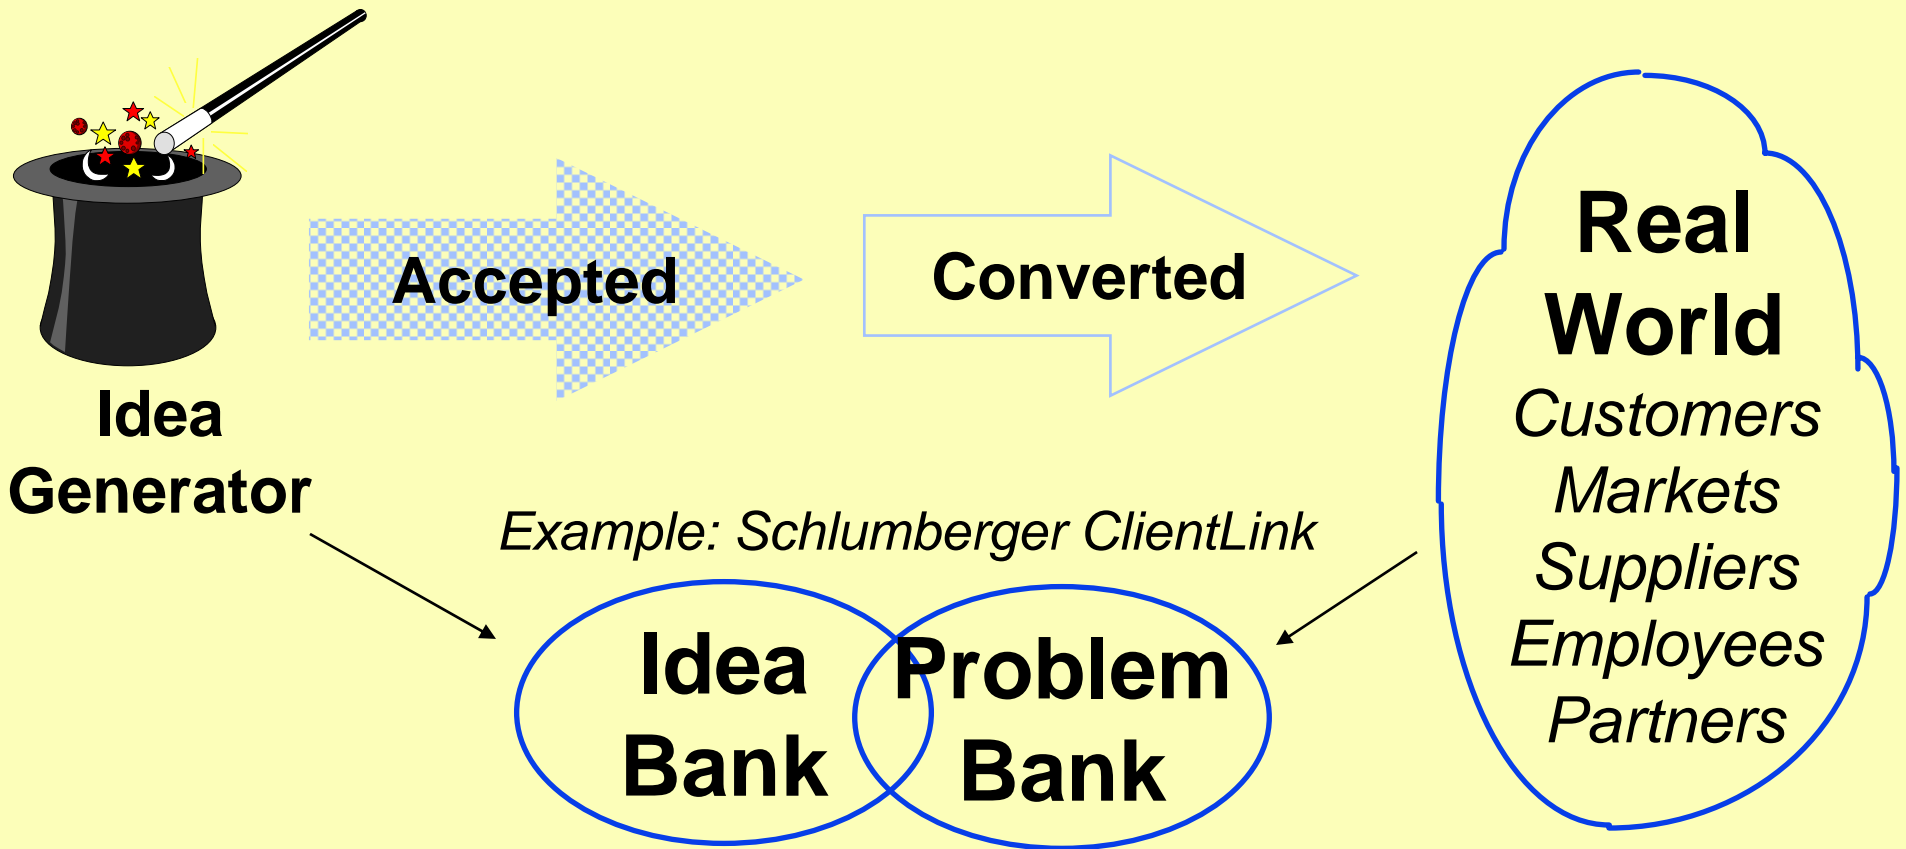 Idea
Generator
Accepted
Converted
Real
World
Customers
Markets
Suppliers
Employees
Partners
Example: Schlumberger ClientLink
Idea
Bank
Problem
Bank